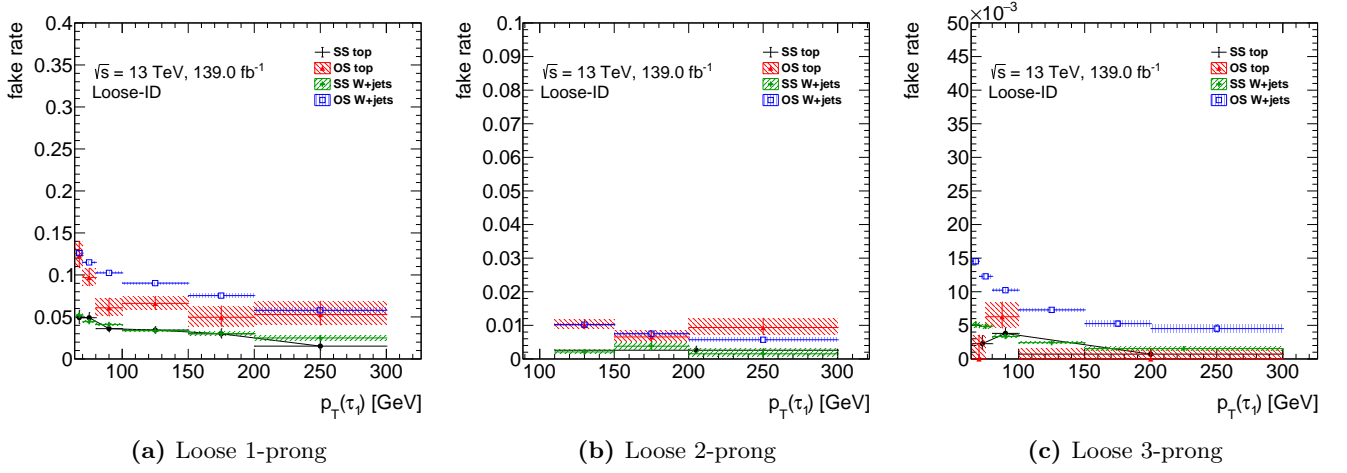 fake rate
0.4
0.35
0.3
0.25
0.2
0.15
0.1
0.05
0
√s = 13 TeV, 139.0 fb⁻¹
Loose-ID
SS top
OS top
SS W+jets
OS W+jets
100 150 200 250 300
p_T(τ₁) [GeV]
(a) Loose 1-prong
fake rate
0.1
0.09
0.08
0.07
0.06
0.05
0.04
0.03
0.02
0.01
0
√s = 13 TeV, 139.0 fb⁻¹
Loose-ID
SS top
OS top
SS W+jets
OS W+jets
100 150 200 250 300
p_T(τ₁) [GeV]
(b) Loose 2-prong
fake rate
×10⁻³
50
45
40
35
30
25
20
15
10
5
0
√s = 13 TeV, 139.0 fb⁻¹
Loose-ID
SS top
OS top
SS W+jets
OS W+jets
100 150 200 250 300
p_T(τ₁) [GeV]
(c) Loose 3-prong